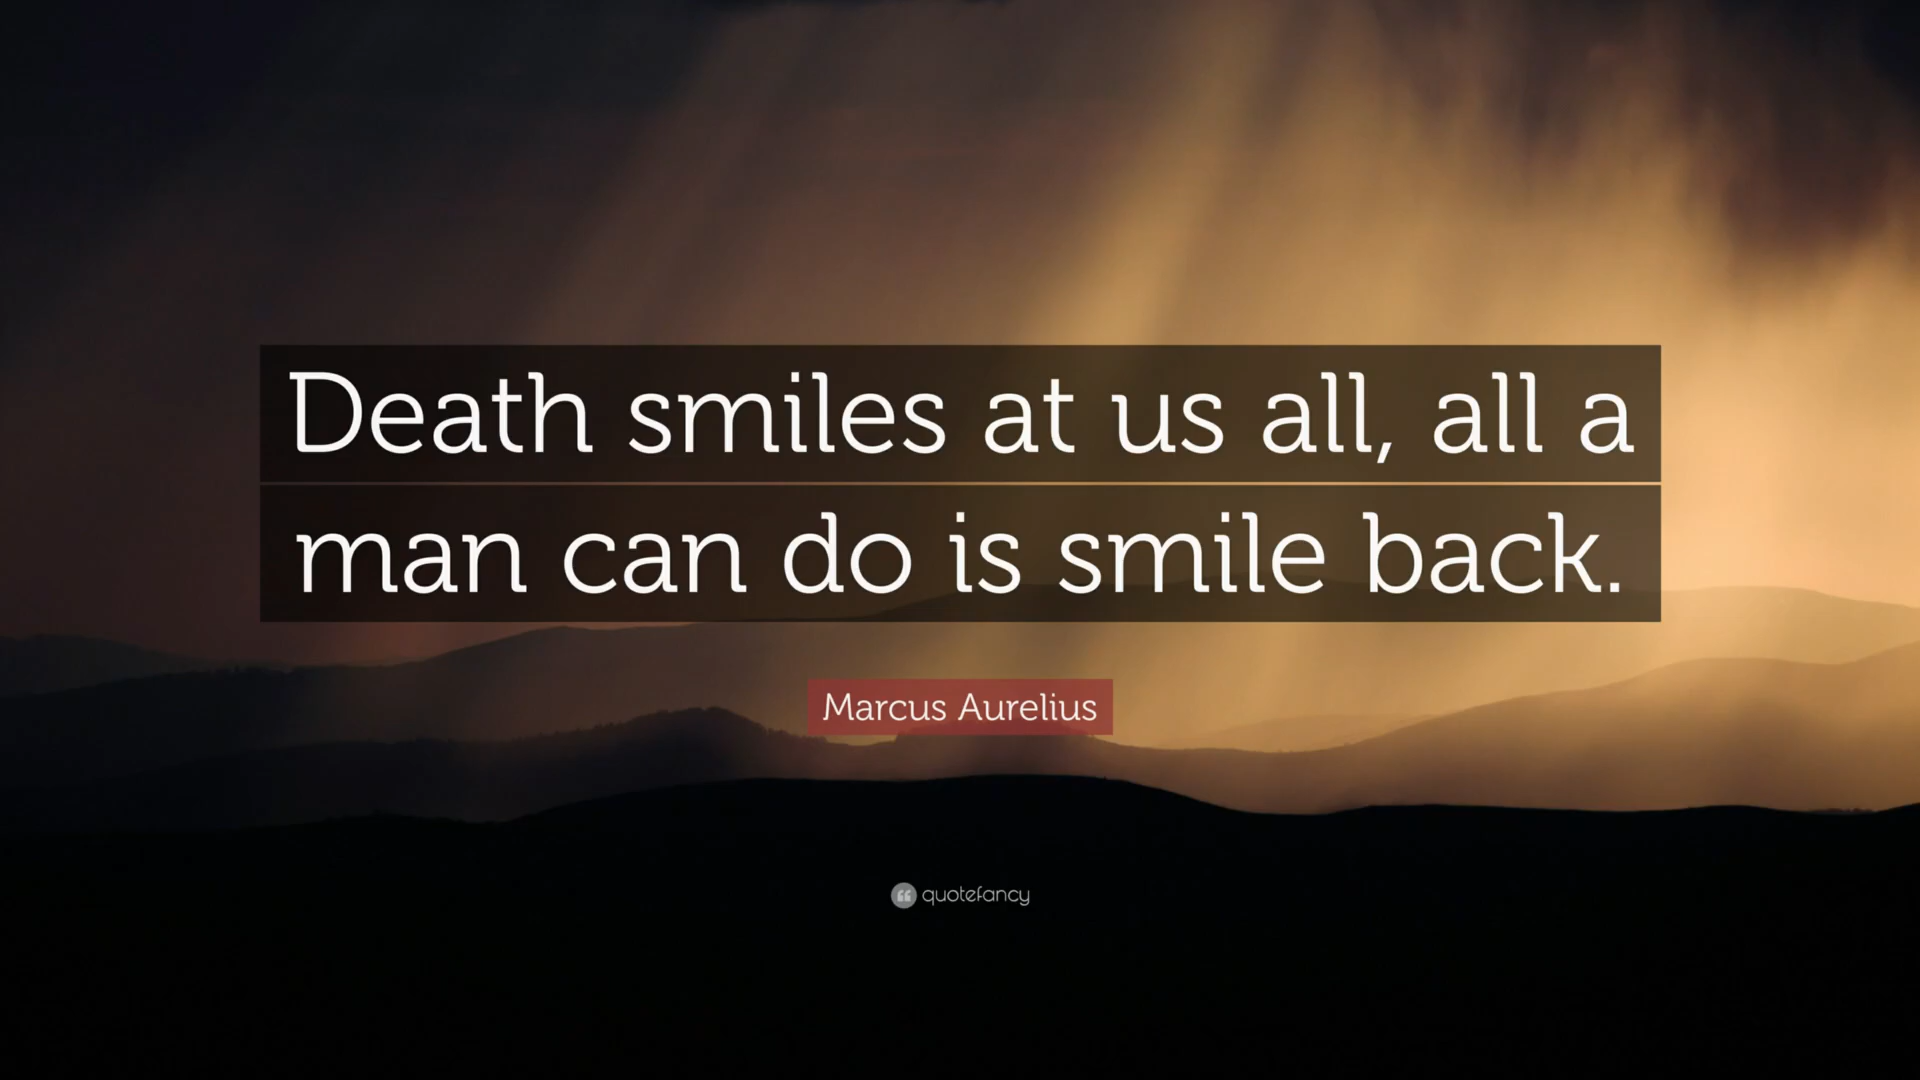 Death smiles at us all, all a
man can do is smile back.
Marcus Aurelius
quotefancy